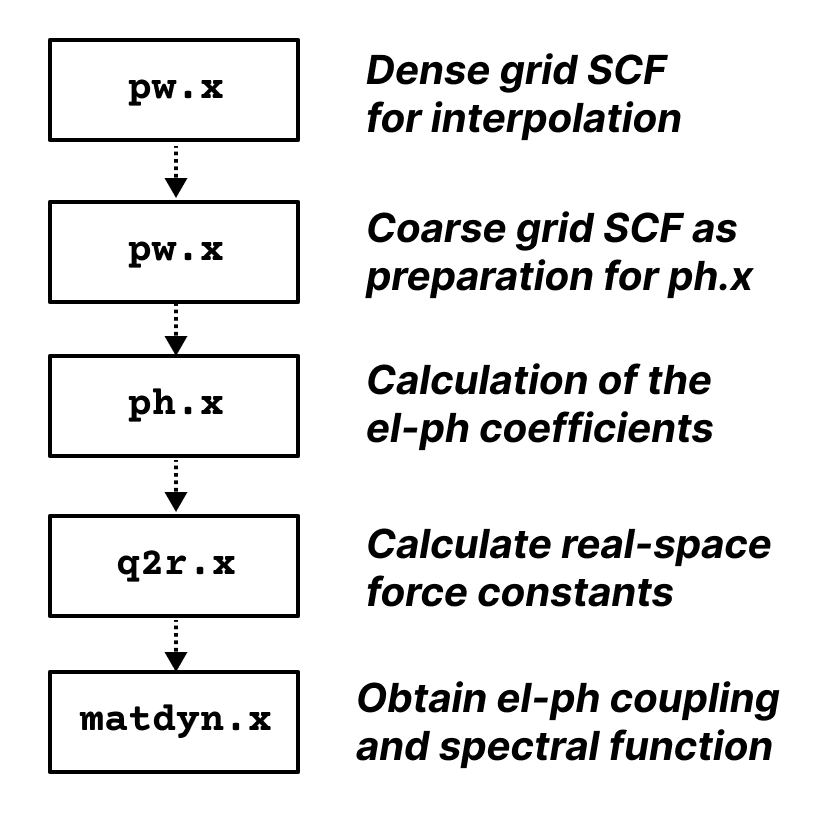 pw.x
Dense grid SCF
for interpolation
pw.x
Coarse grid SCF as
preparation for ph.x
ph.x
Calculation of the
el-ph coefficients
q2r.x
Calculate real-space
force constants
matdyn.x
Obtain el-ph coupling
and spectral function